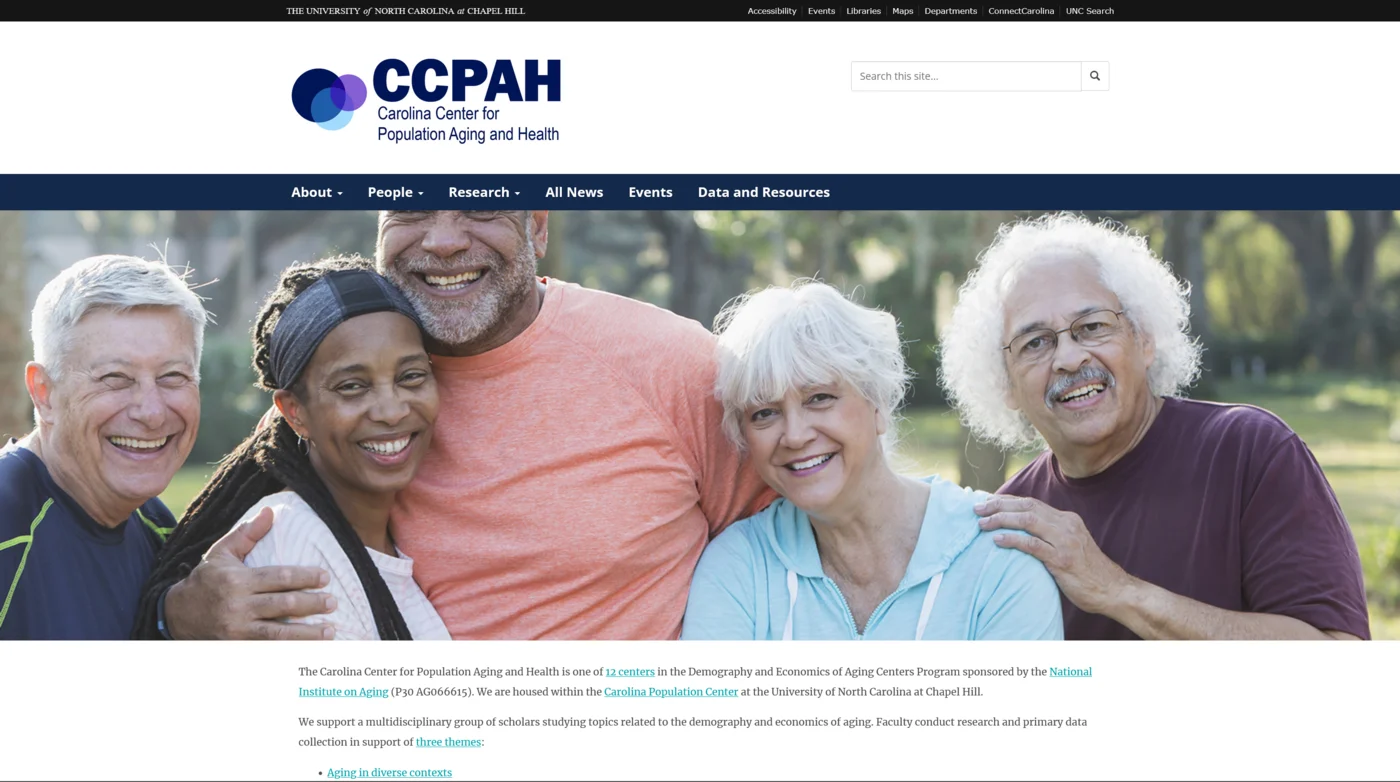 THE UNIVERSITY of NORTH CAROLINA at CHAPEL HILL
Accessibility Events Libraries Maps Departments ConnectCarolina UNC Search
CCPAH
Carolina Center for
Population Aging and Health
Search this site...
About People Research All News Events Data and Resources
The Carolina Center for Population Aging and Health is one of 12 centers in the Demography and Economics of Aging Centers Program sponsored by the National
Institute on Aging (P30 AG066615). We are housed within the Carolina Population Center at the University of North Carolina at Chapel Hill.
We support a multidisciplinary group of scholars studying topics related to the demography and economics of aging. Faculty conduct research and primary data
collection in support of three themes:
• Aging in diverse contexts